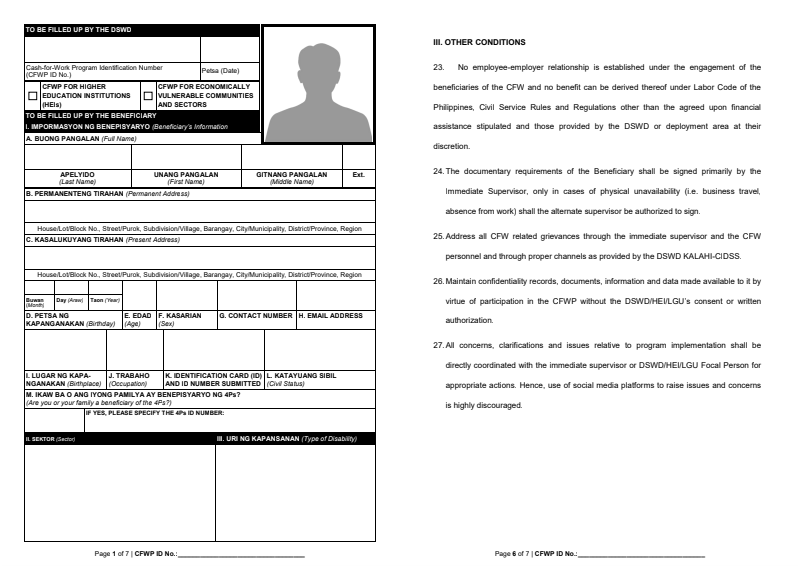 TO BE FILLED UP BY THE DSWD
Cash-for-Work Program Identification Number
(CFWP ID No.)
Petsa (Date)
CFWP FOR HIGHER
EDUCATION INSTITUTIONS
(HEIs)
CFWP FOR ECONOMICALLY
VULNERABLE COMMUNITIES
AND SECTORS
TO BE FILLED UP BY THE BENEFICIARY
I. IMPORMASYON NG BENEPISYARYO (Beneficiary's Information
A. BUONG PANGALAN (Full Name)
APELYIDO
(Last Name)
UNANG PANGALAN
(First Name)
GITNANG PANGALAN
(Middle Name)
Ext.
B. PERMANENTENG TIRAHAN (Permanent Address)
House/Lot/Block No., Street/Purok, Subdivision/Village, Barangay, City/Municipality, District/Province, Region
C. KASALUKUYANG TIRAHAN (Present Address)
House/Lot/Block No., Street/Purok, Subdivision/Village, Barangay, City/Municipality, District/Province, Region
Buwan
(Month)
Day (Araw)
Taon (Year)
D. PETSA NG
KAPANGANAKAN (Birthday)
E. EDAD
(Age)
F. KASARIAN
(Sex)
G. CONTACT NUMBER
H. EMAIL ADDRESS
I. LUGAR NG KAPA-
NGANAKAN (Birthplace)
J. TRABAHO
(Occupation)
K. IDENTIFICATION CARD (ID)
AND ID NUMBER SUBMITTED
L. KATAYUANG SIBIL
(Civil Status)
M. IKAW BA O ANG IYONG PAMILYA AY BENEPISYARYO NG 4Ps?
(Are you or your family a beneficiary of the 4Ps?)
IF YES, PLEASE SPECIFY THE 4Ps ID NUMBER:
II. SEKTOR (Sector)
III. URI NG KAPANSANAN (Type of Disability)
Page 1 of 7 | CFWP ID No.:
III. OTHER CONDITIONS
23. No employee-employer relationship is established under the engagement of the
beneficiaries of the CFW and no benefit can be derived thereof under Labor Code of the
Philippines, Civil Service Rules and Regulations other than the agreed upon financial
assistance stipulated and those provided by the DSWD or deployment area at their
discretion.
24. The documentary requirements of the Beneficiary shall be signed primarily by the
Immediate Supervisor, only in cases of physical unavailability (i.e. business travel,
absence from work) shall the alternate supervisor be authorized to sign.
25. Address all CFW related grievances through the immediate supervisor and the CFW
personnel and through proper channels as provided by the DSWD KALAHI-CIDSS.
26. Maintain confidentiality records, documents, information and data made available to it by
virtue of participation in the CFWP without the DSWD/HEI/LGU's consent or written
authorization.
27. All concerns, clarifications and issues relative to program implementation shall be
directly coordinated with the immediate supervisor or DSWD/HEI/LGU Focal Person for
appropriate actions. Hence, use of social media platforms to raise issues and concerns
is highly discouraged.
Page 6 of 7 | CFWP ID No.: